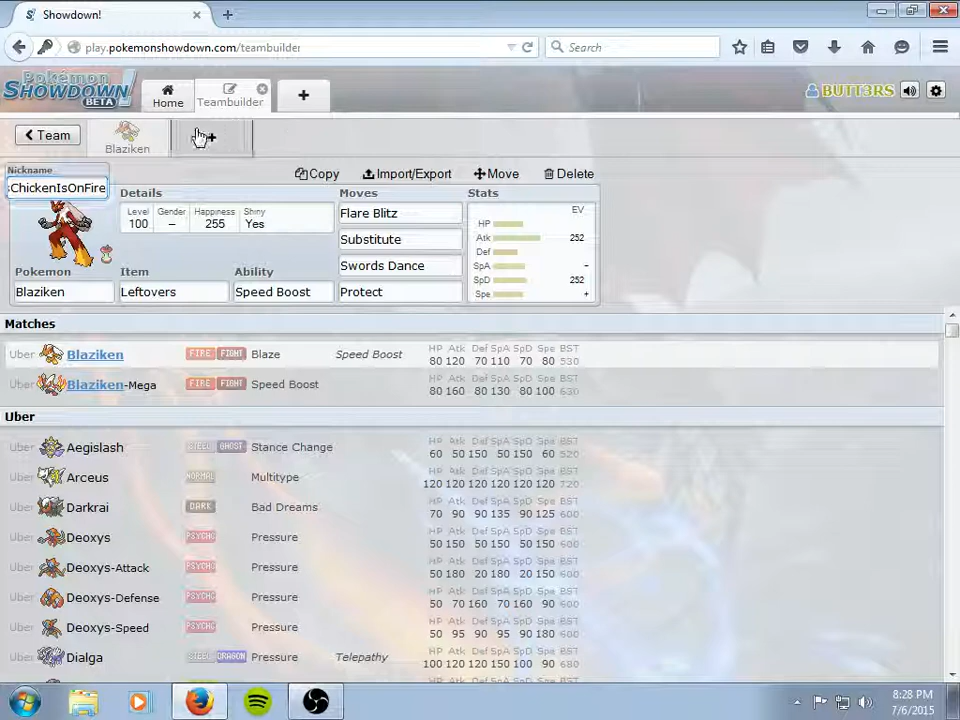 Showdown!
play.pokemonshowdown.com/teambuilder
Search
Pokémon
SHOWDOWN!
BETA
Home
Teambuilder
BUTT3RS
Team
Blaziken
Nickname
ChickenIsOnFire
Copy
Import/Export
Move
Delete
Details
Moves
Stats
Level Gender Happiness Shiny
100 – 255 Yes
Flare Blitz
Substitute
Swords Dance
Protect
EV
HP
Atk 252
Def
SpA -
SpD 252
Spe +
Pokemon Item Ability
Blaziken Leftovers Speed Boost
Matches
Uber Blaziken FIRE FIGHT Blaze Speed Boost HP Atk Def SpA SpD Spe BST
80 120 70 110 70 80 530
Uber Blaziken-Mega FIRE FIGHT Speed Boost HP Atk Def SpA SpD Spe BST
80 160 80 130 80 100 630
Uber
Uber Aegislash STEEL GHOST Stance Change HP Atk Def SpA SpD Spe BST
60 50 150 50 150 60 520
Uber Arceus NORMAL Multitype HP Atk Def SpA SpD Spe BST
120 120 120 120 120 120 720
Uber Darkrai DARK Bad Dreams HP Atk Def SpA SpD Spe BST
70 90 90 135 90 125 600
Uber Deoxys PSYCHC Pressure HP Atk Def SpA SpD Spe BST
50 150 50 150 50 150 600
Uber Deoxys-Attack PSYCHC Pressure HP Atk Def SpA SpD Spe BST
50 180 20 180 20 150 600
Uber Deoxys-Defense PSYCHC Pressure HP Atk Def SpA SpD Spe BST
50 70 160 70 160 90 600
Uber Deoxys-Speed PSYCHC Pressure HP Atk Def SpA SpD Spe BST
50 95 90 95 90 180 600
Uber Dialga STEEL DRAGON Pressure Telepathy HP Atk Def SpA SpD Spe BST
100 120 120 150 100 90 680
8:28 PM
7/6/2015